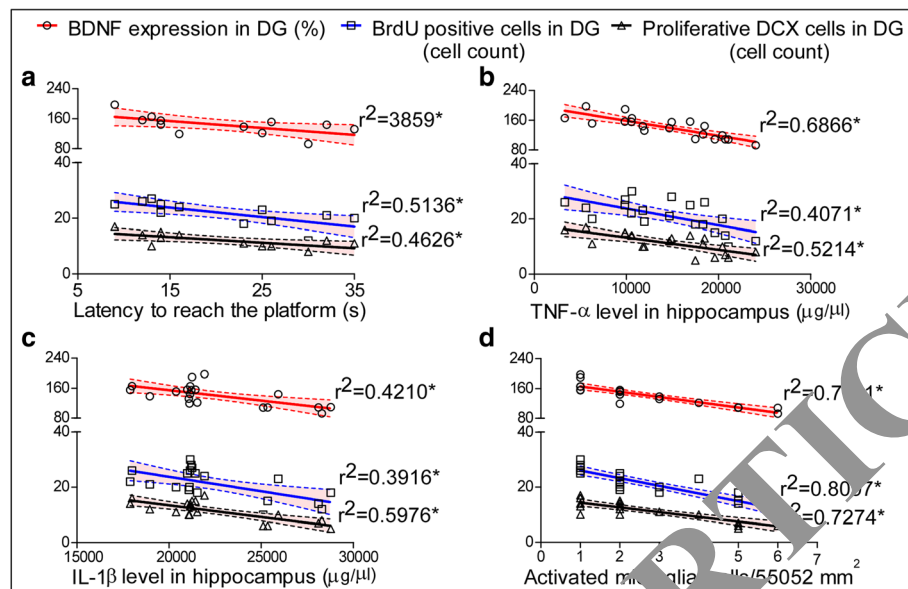 BDNF expression in DG (%) BrdU positive cells in DG Proliferative DCX cells in DG
(cell count) (cell count)
a
240
160
80
40
20
0
r²=3859*
r²=0.5136*
r²=0.4626*
5 15 25 35
Latency to reach the platform (s)
b
240
160
80
40
20
0
r²=0.6866*
r²=0.4071*
r²=0.5214*
0 10000 20000 30000
TNF-α level in hippocampus (µg/µl)
c
240
160
80
40
20
0
r²=0.4210*
r²=0.3916*
r²=0.5976*
15000 20000 25000 30000
IL-1β level in hippocampus (µg/µl)
d
240
160
80
40
20
0
²=0.7274*
0 1 2 3 4 5 6 7
Activated /55052 mm²